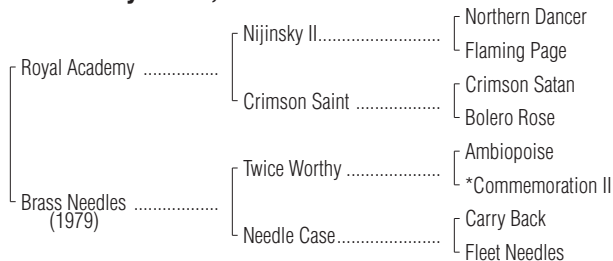 Northern Dancer
Nijinsky II
Flaming Page
Royal Academy
Crimson Satan
Crimson Saint
Bolero Rose
Ambiopoise
Twice Worthy
*Commemoration II
Brass Needles
(1979)
Carry Back
Needle Case
Fleet Needles